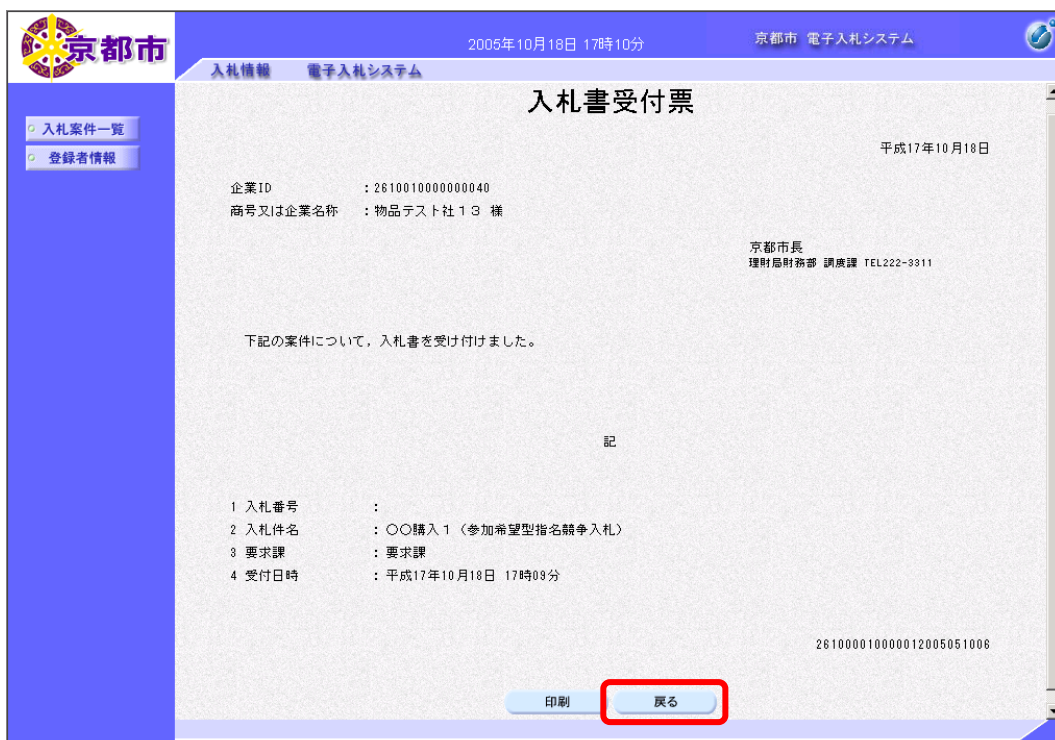 京都市
2005年10月18日 17時10分
京都市 電子入札システム
入札情報 電子入札システム
入札案件一覧
登録者情報
入札書受付票
平成17年10月18日
企業ID ：2610010000000040
商号又は企業名称 ：物品テスト社１３ 様
京都市長
理財局財務部 調度課 TEL222-3311
下記の案件について，入札書を受け付けました。
記
1 入札番号 ：
2 入札件名 ：〇〇購入１（参加希望型指名競争入札）
3 要求課 ：要求課
4 受付日時 ：平成17年10月18日 17時09分
261000010000012005051006
印刷 戻る